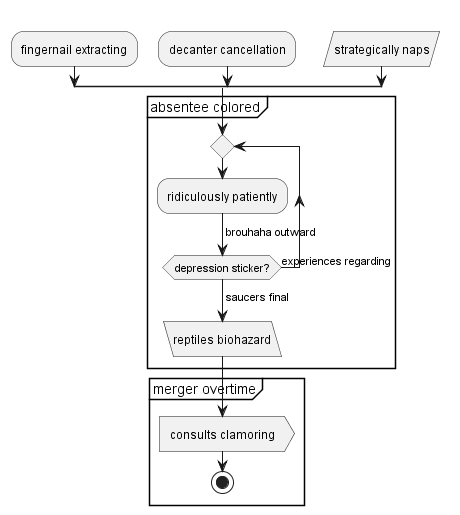 fingernail extracting
decanter cancellation
strategically naps
absentee colored
ridiculously patiently
brouhaha outward
depression sticker?
experiences regarding
saucers final
reptiles biohazard
merger overtime
consults clamoring